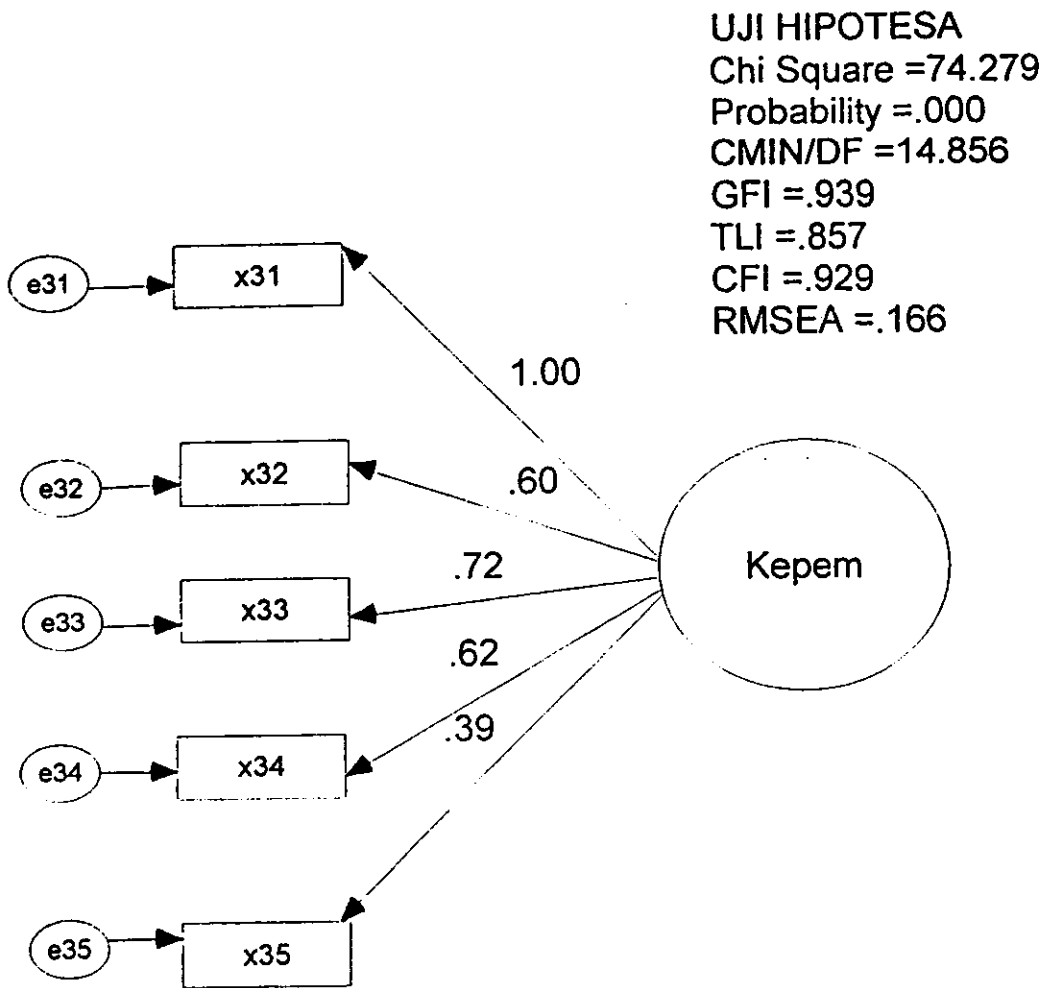 UJI HIPOTESA
Chi Square =74.279
Probability =.000
CMIN/DF =14.856
GFI =.939
TLI =.857
CFI =.929
RMSEA =.166
e31
x31
1.00
e32
x32
.60
Kepem
e33
x33
.72
.62
e34
x34
.39
e35
x35